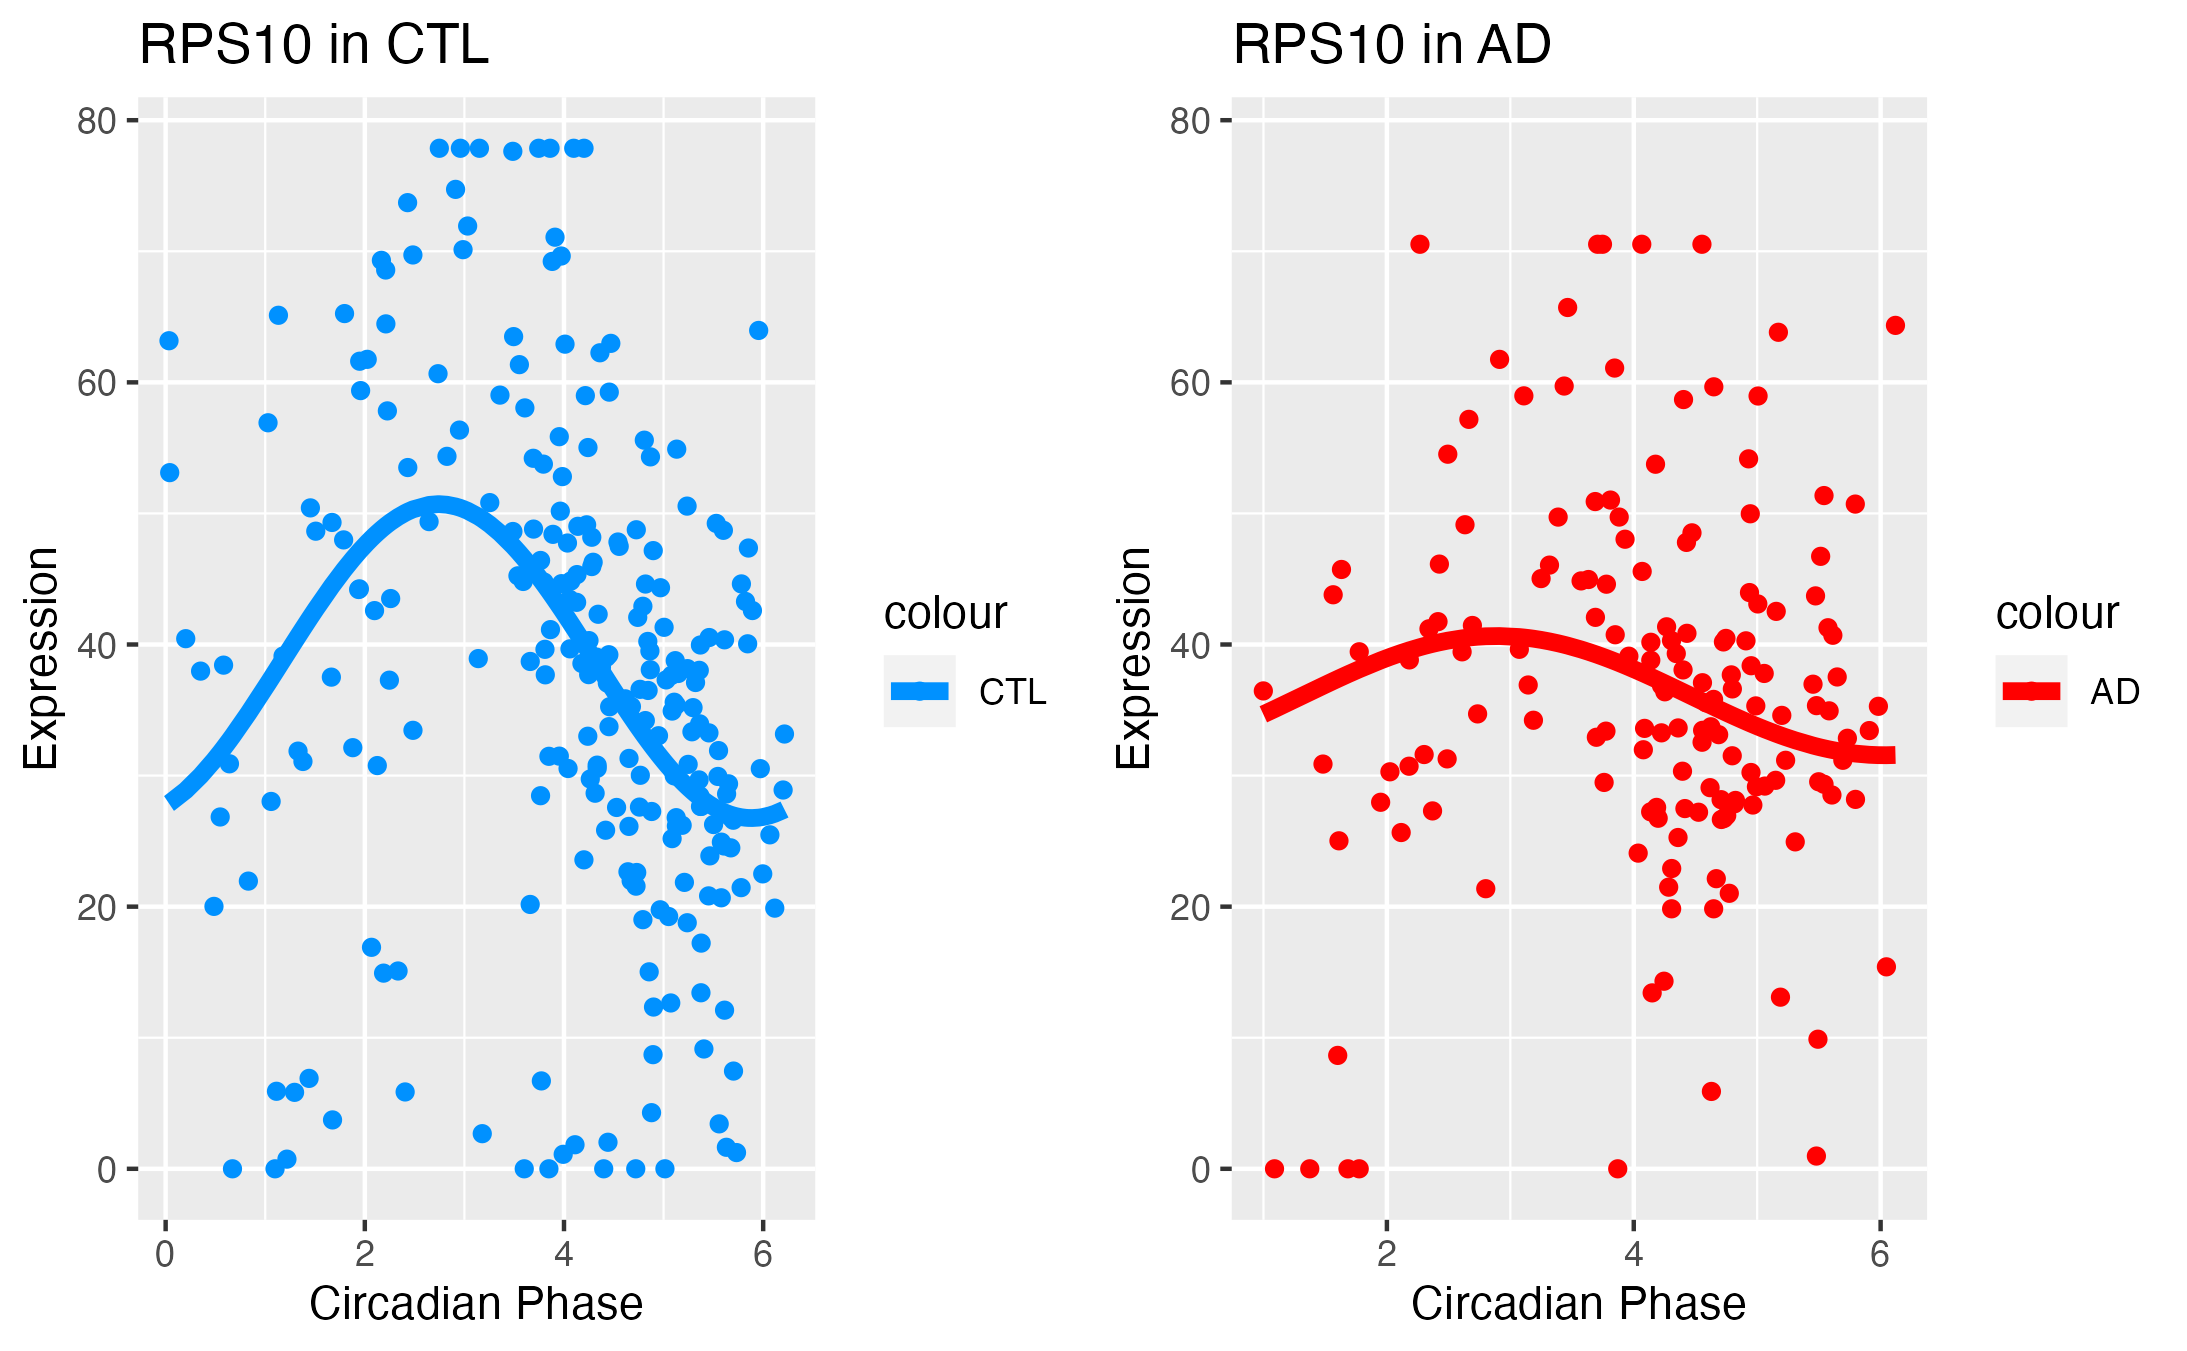 RPS10 in CTL
80
60
40
20
0
Expression
0 2 4 6
Circadian Phase
colour
CTL
RPS10 in AD
80
60
40
20
0
Expression
2 4 6
Circadian Phase
colour
AD